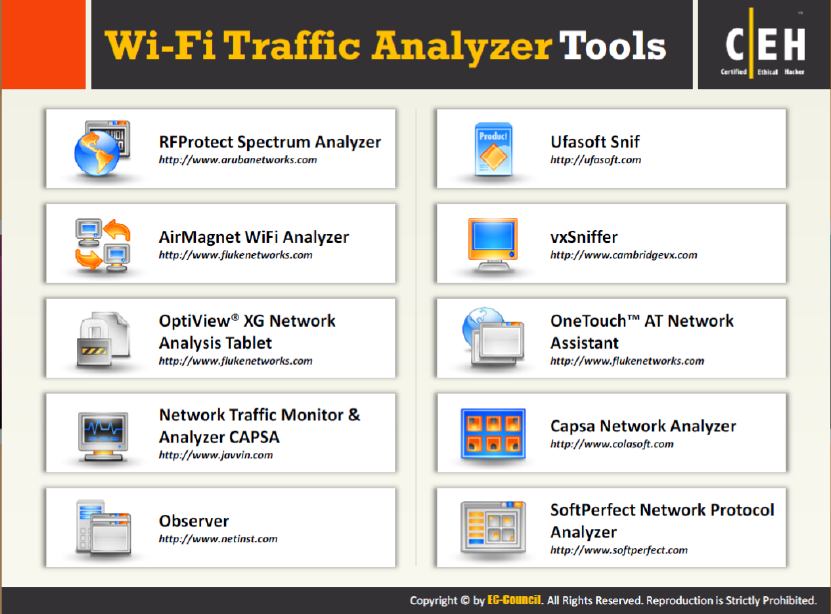 Wi-Fi Traffic Analyzer Tools
C|EH
™
Certified Ethical Hacker
RFProtect Spectrum Analyzer
http://www.arubanetworks.com
AirMagnet WiFi Analyzer
http://www.flukenetworks.com
OptiView® XG Network
Analysis Tablet
http://www.flukenetworks.com
Network Traffic Monitor &
Analyzer CAPSA
http://www.javvin.com
Observer
http://www.netinst.com
Product
Ufasoft Snif
http://ufasoft.com
vxSniffer
http://www.cambridgevx.com
OneTouch™ AT Network
Assistant
http://www.flukenetworks.com
Capsa Network Analyzer
http://www.colasoft.com
SoftPerfect Network Protocol
Analyzer
http://www.softperfect.com
Copyright © by EC-Council. All Rights Reserved. Reproduction is Strictly Prohibited.